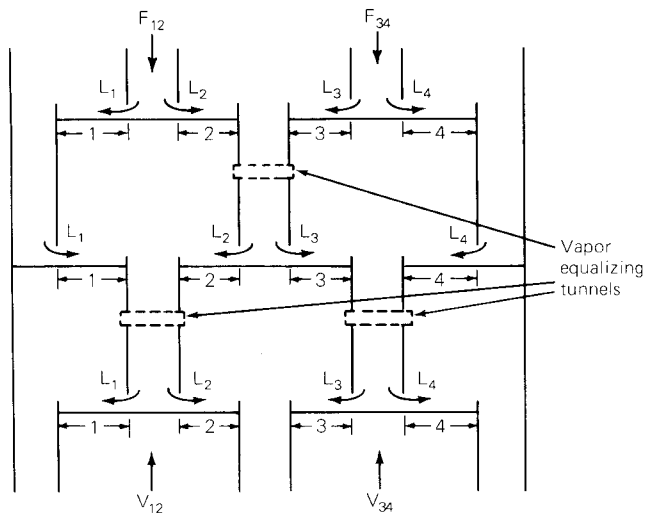 F12
F34
L1 L2 L3 L4
1 2 3 4
L1 L2 L3 L4
1 2 3 4
Vapor
equalizing
tunnels
L1 L2 L3 L4
1 2 3 4
V12
V34